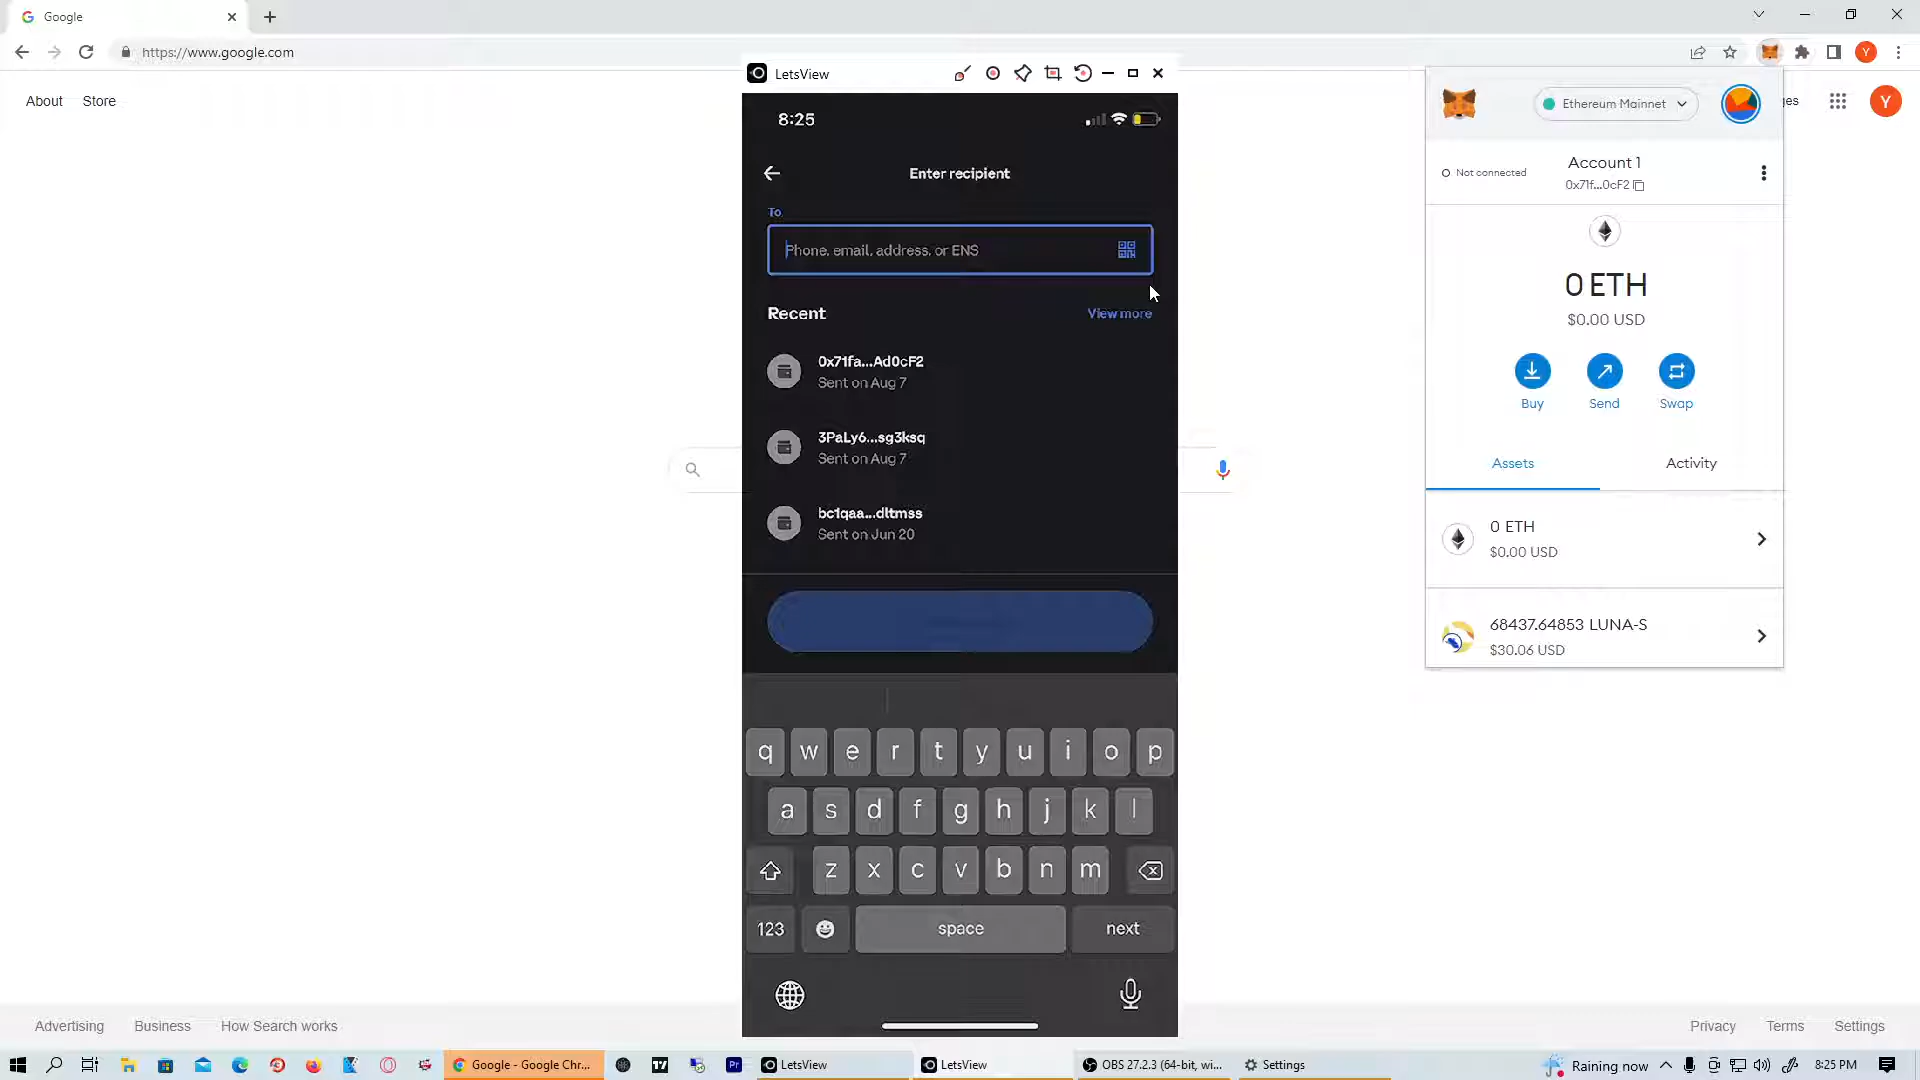 Google
https://www.google.com
About
Store
ges
Y
Y
LetsView
8:25
Enter recipient
To
Phone, email, address, or ENS
Recent
View more
0x71fa...Ad0cF2
Sent on Aug 7
3PaLy6...sg3ksq
Sent on Aug 7
bc1qaa...dltmss
Sent on Jun 20
q w e r t y u i o p
a s d f g h j k l
z x c v b n m
123
space
next
Ethereum Mainnet
Not connected
Account 1
0x71f...0cF2
0 ETH
$0.00 USD
Buy
Send
Swap
Assets
Activity
0 ETH
$0.00 USD
68437.64853 LUNA-S
$30.06 USD
Advertising
Business
How Search works
Privacy
Terms
Settings
Google - Google Chr...
Pr
LetsView
LetsView
OBS 27.2.3 (64-bit, wi...
Settings
Raining now
8:25 PM